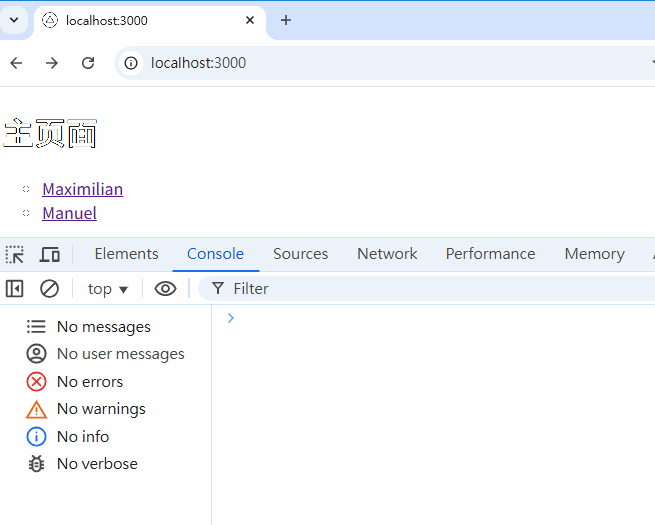 localhost:3000
localhost:3000
主页面
Maximilian
Manuel
Elements Console Sources Network Performance Memory
top Filter
No messages
No user messages
No errors
No warnings
No info
No verbose